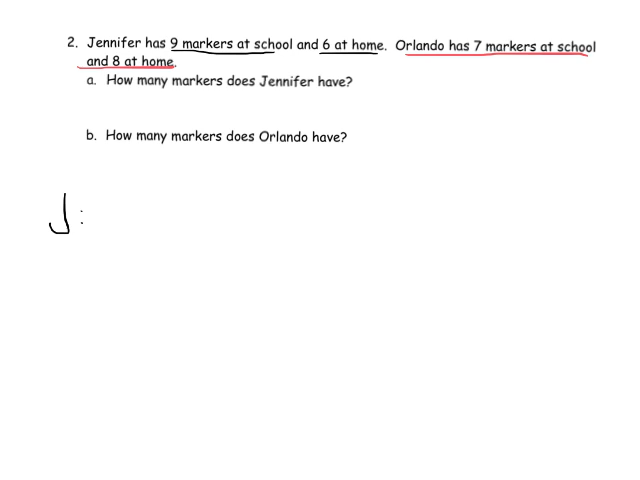 2. Jennifer has 9 markers at school and 6 at home. Orlando has 7 markers at school
and 8 at home.
a. How many markers does Jennifer have?
b. How many markers does Orlando have?
J: